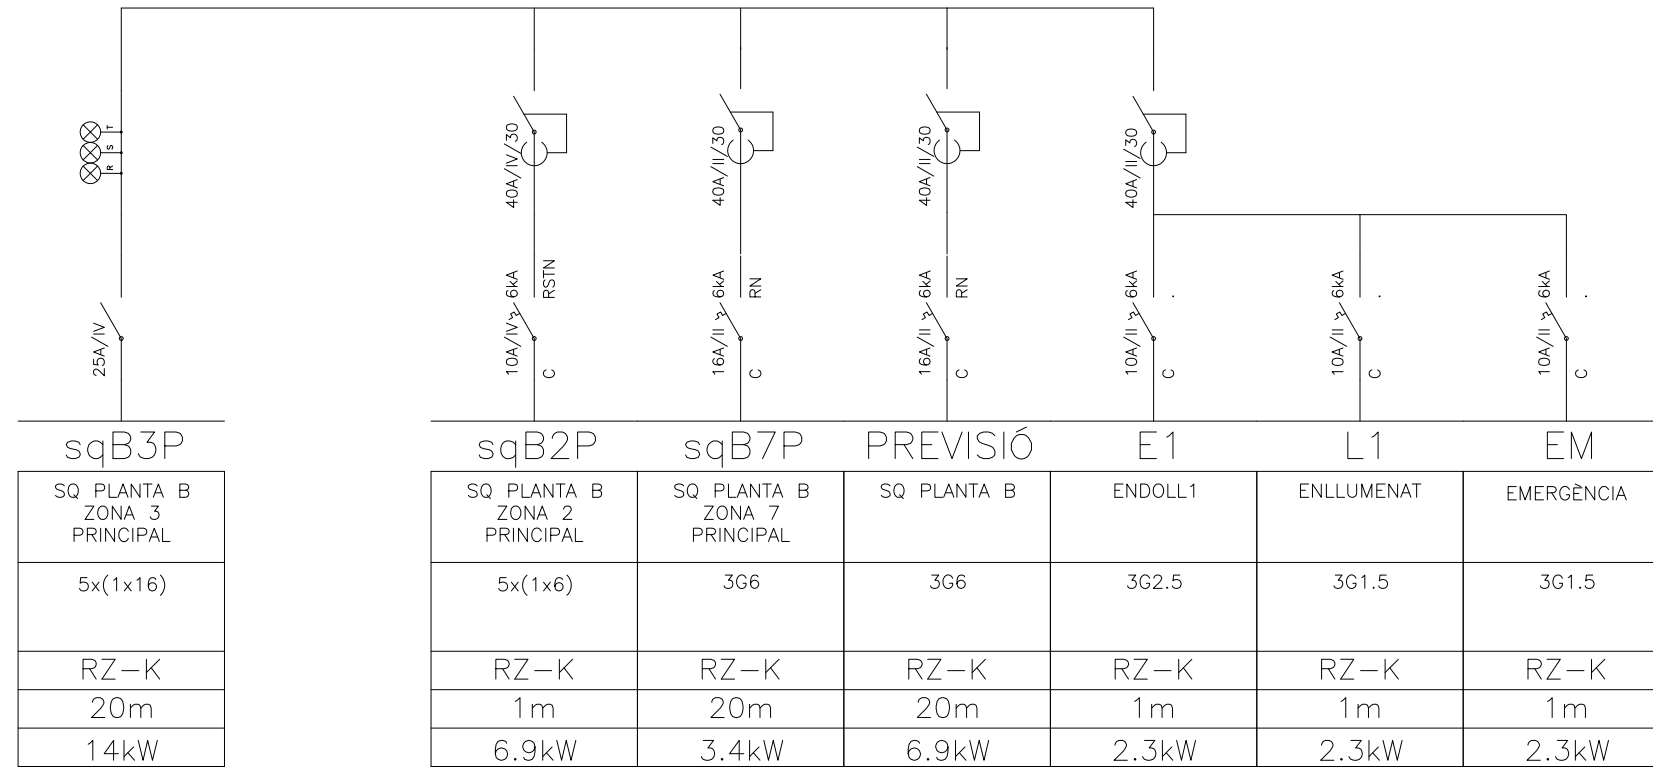 T
S
R
25A/IV
40A/IV/30
10A/IV
6kA
RSTN
C
40A/II/30
16A/II
6kA
RN
C
40A/II/30
16A/II
6kA
RN
C
40A/II/30
10A/II
6kA
.
C
10A/II
6kA
.
C
10A/II
6kA
.
C
sqB3P sqB2P sqB7P PREVISIÓ E1 L1 EM
SQ PLANTA B
ZONA 3
PRINCIPAL
SQ PLANTA B
ZONA 2
PRINCIPAL
SQ PLANTA B
ZONA 7
PRINCIPAL
SQ PLANTA B
ENDOLL1
ENLLUMENAT
EMERGÈNCIA
5x(1x16) 5x(1x6) 3G6 3G6 3G2.5 3G1.5 3G1.5
RZ-K RZ-K RZ-K RZ-K RZ-K RZ-K RZ-K
20m 1m 20m 20m 1m 1m 1m
14kW 6.9kW 3.4kW 6.9kW 2.3kW 2.3kW 2.3kW